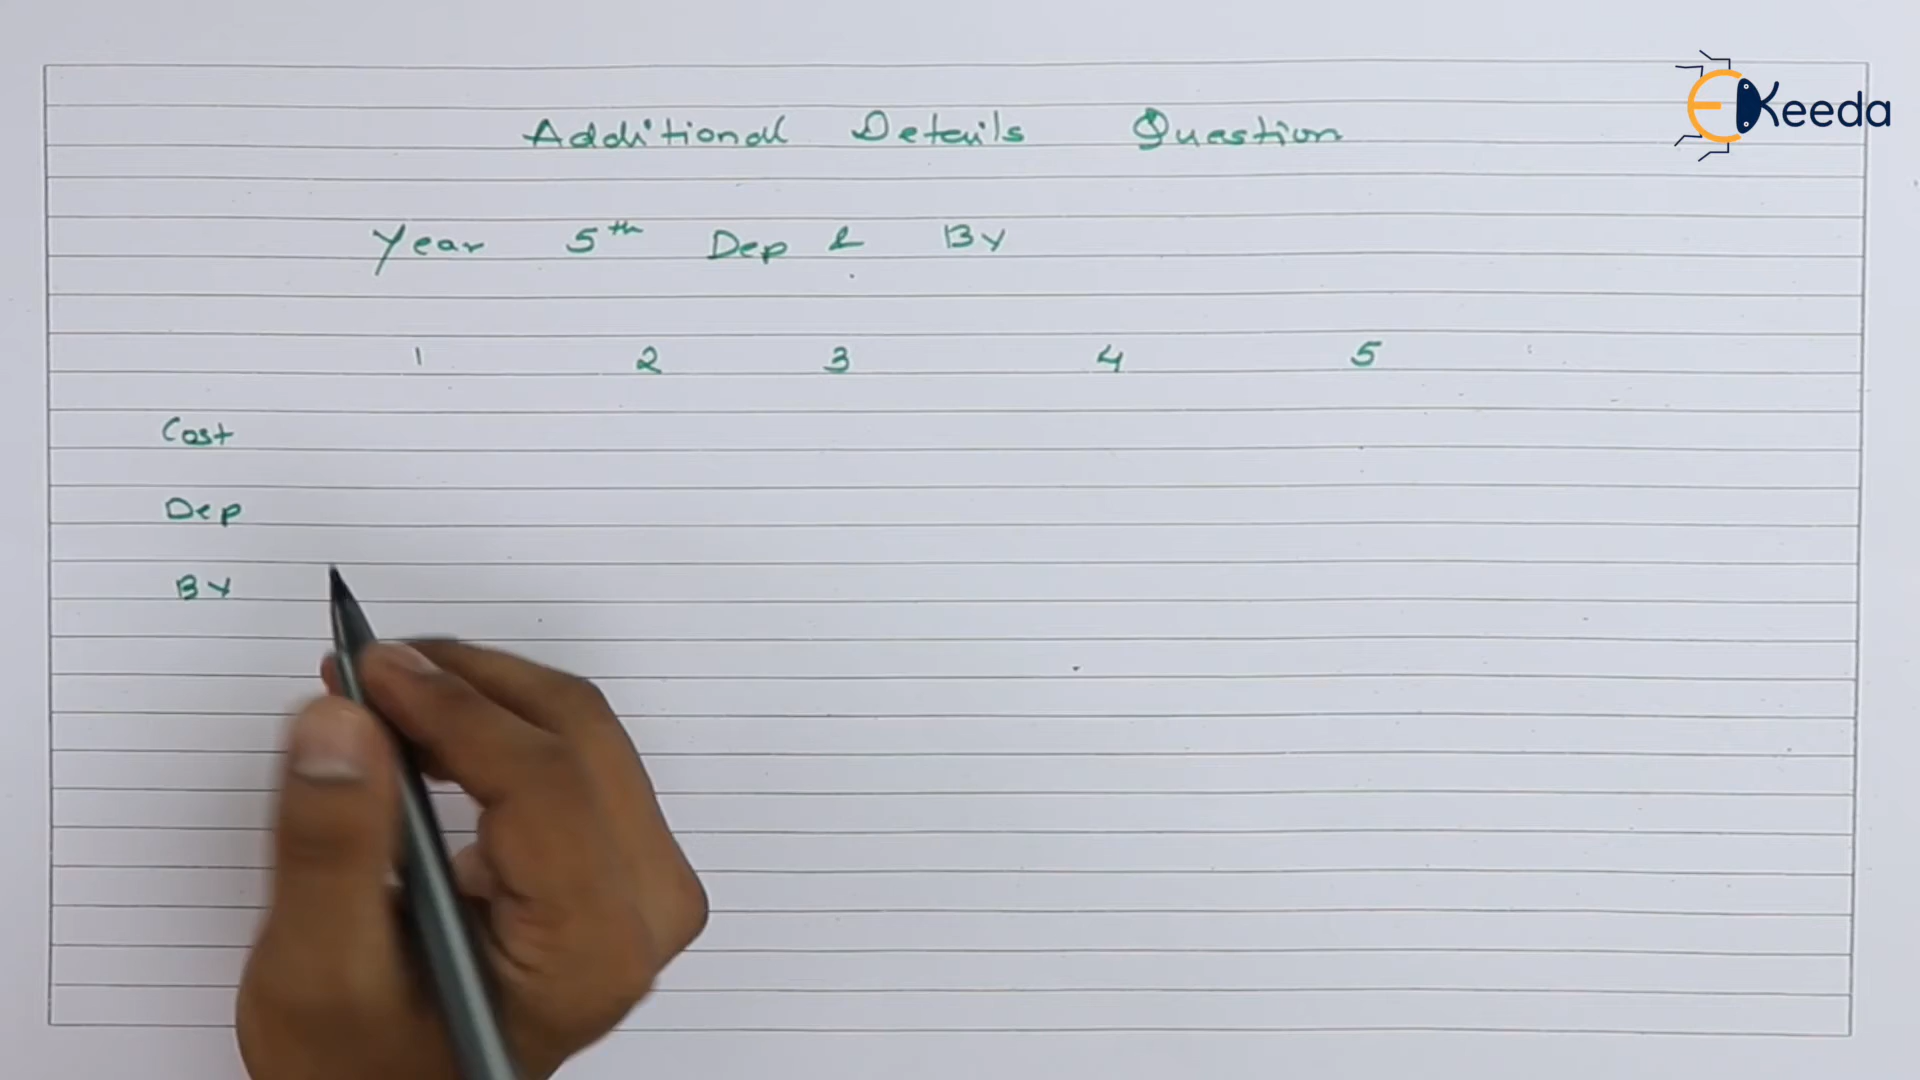 EKeeda
Additional Details Question
Year 5th Dep & BV
1 2 3 4 5
Cost
Dep
BV